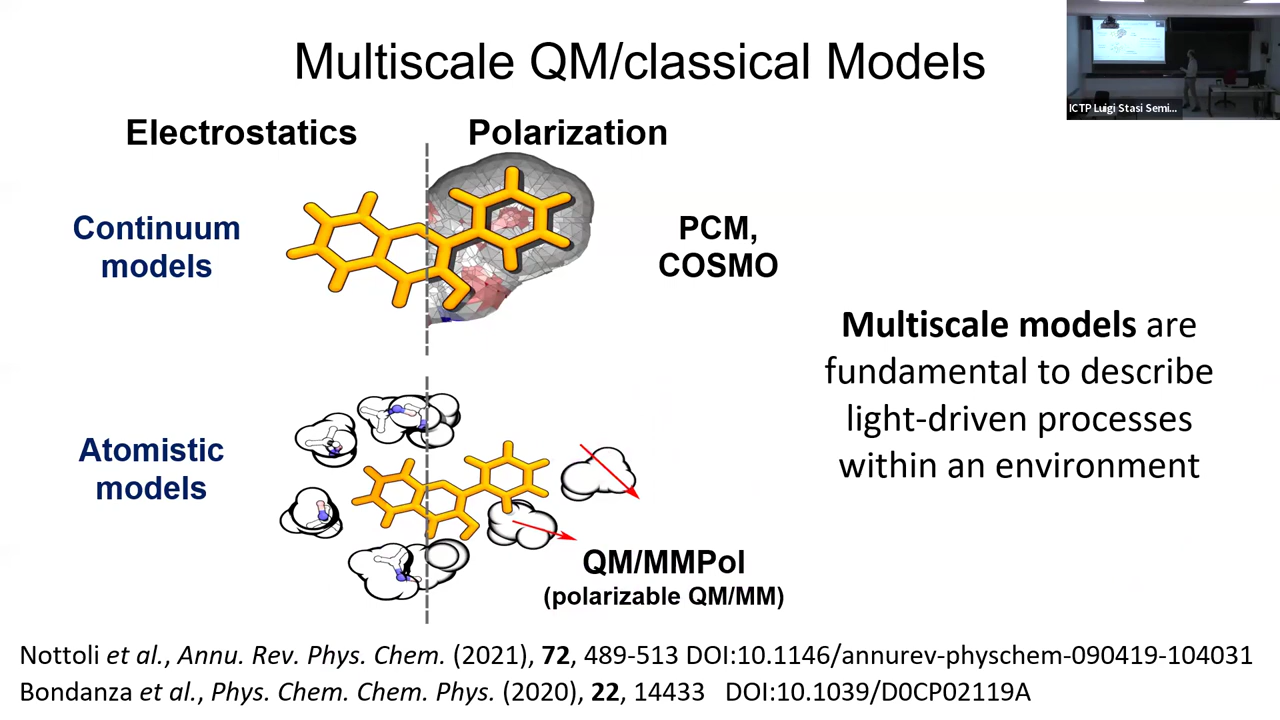 Multiscale QM/classical Models
ICTP Luigi Stasi Semi...
Electrostatics
Polarization
Continuum
models
PCM,
COSMO
Multiscale models are
fundamental to describe
light-driven processes
within an environment
Atomistic
models
QM/MMPol
(polarizable QM/MM)
Nottoli et al., Annu. Rev. Phys. Chem. (2021), 72, 489-513 DOI:10.1146/annurev-physchem-090419-104031
Bondanza et al., Phys. Chem. Chem. Phys. (2020), 22, 14433 DOI:10.1039/D0CP02119A